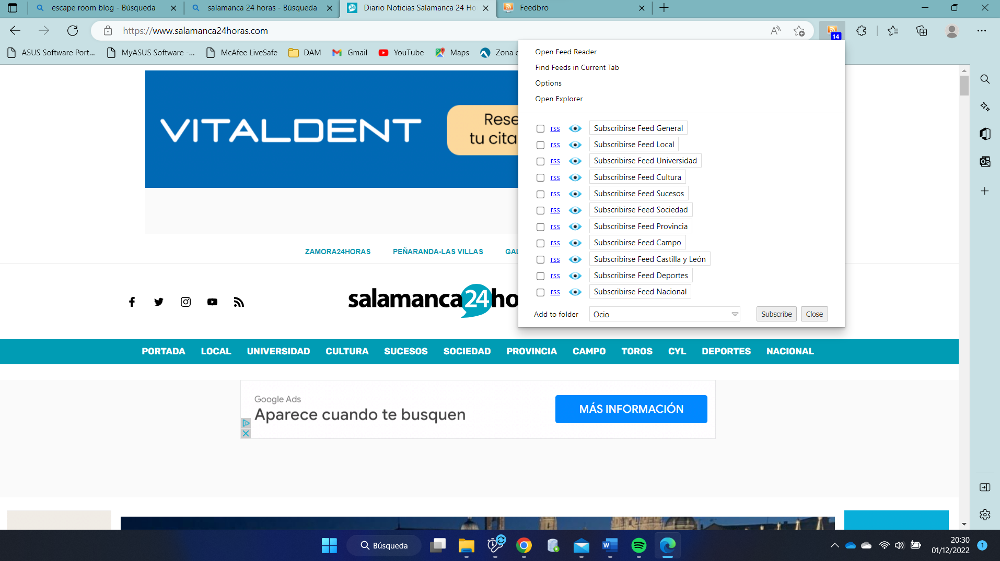 escape room blog - Búsqueda
salamanca 24 horas - Búsqueda
Diario Noticias Salamanca 24 Ho
Feedbro
https://www.salamanca24horas.com
14
ASUS Software Port...
MyASUS Software -...
McAfee LiveSafe
DAM
Gmail
YouTube
Maps
Zona
Open Feed Reader
Find Feeds in Current Tab
Options
Open Explorer
rss Subscribirse Feed General
rss Subscribirse Feed Local
rss Subscribirse Feed Universidad
rss Subscribirse Feed Cultura
rss Subscribirse Feed Sucesos
rss Subscribirse Feed Sociedad
rss Subscribirse Feed Provincia
rss Subscribirse Feed Campo
rss Subscribirse Feed Castilla y León
rss Subscribirse Feed Deportes
rss Subscribirse Feed Nacional
Add to folder Ocio Subscribe Close
VITALDENT
Rese
tu cita
ZAMORA24HORAS PEÑARANDA-LAS VILLAS GAL
salamanca24ho
PORTADA LOCAL UNIVERSIDAD CULTURA SUCESOS SOCIEDAD PROVINCIA CAMPO TOROS CYL DEPORTES NACIONAL
Google Ads
Aparece cuando te busquen
MÁS INFORMACIÓN
Búsqueda
20:30
01/12/2022
1